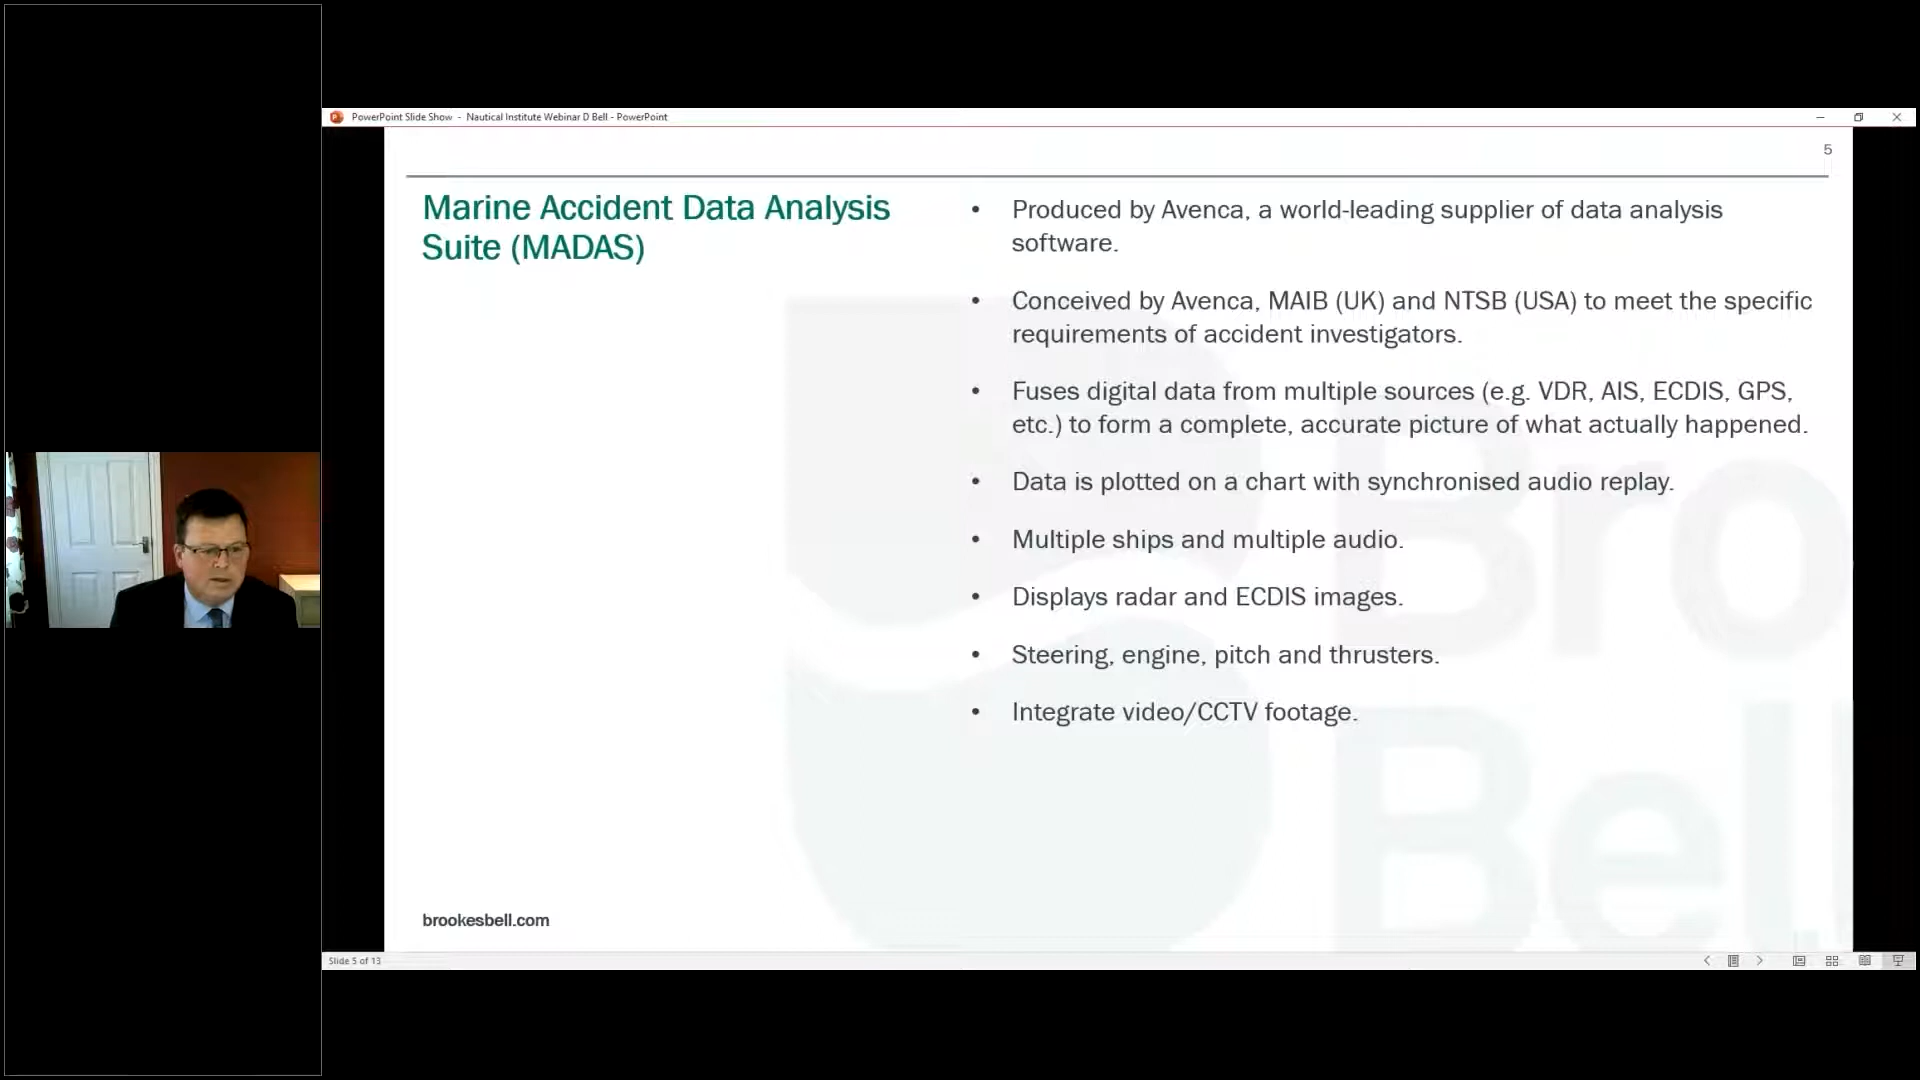 PowerPoint Slide Show - Nautical Institute Webinar D Bell - PowerPoint
5
Marine Accident Data Analysis
Suite (MADAS)
• Produced by Avenca, a world-leading supplier of data analysis
software.
• Conceived by Avenca, MAIB (UK) and NTSB (USA) to meet the specific
requirements of accident investigators.
• Fuses digital data from multiple sources (e.g. VDR, AIS, ECDIS, GPS,
etc.) to form a complete, accurate picture of what actually happened.
• Data is plotted on a chart with synchronised audio replay.
• Multiple ships and multiple audio.
• Displays radar and ECDIS images.
• Steering, engine, pitch and thrusters.
• Integrate video/CCTV footage.
Bro
Bell
brookesbell.com
Slide 5 of 13